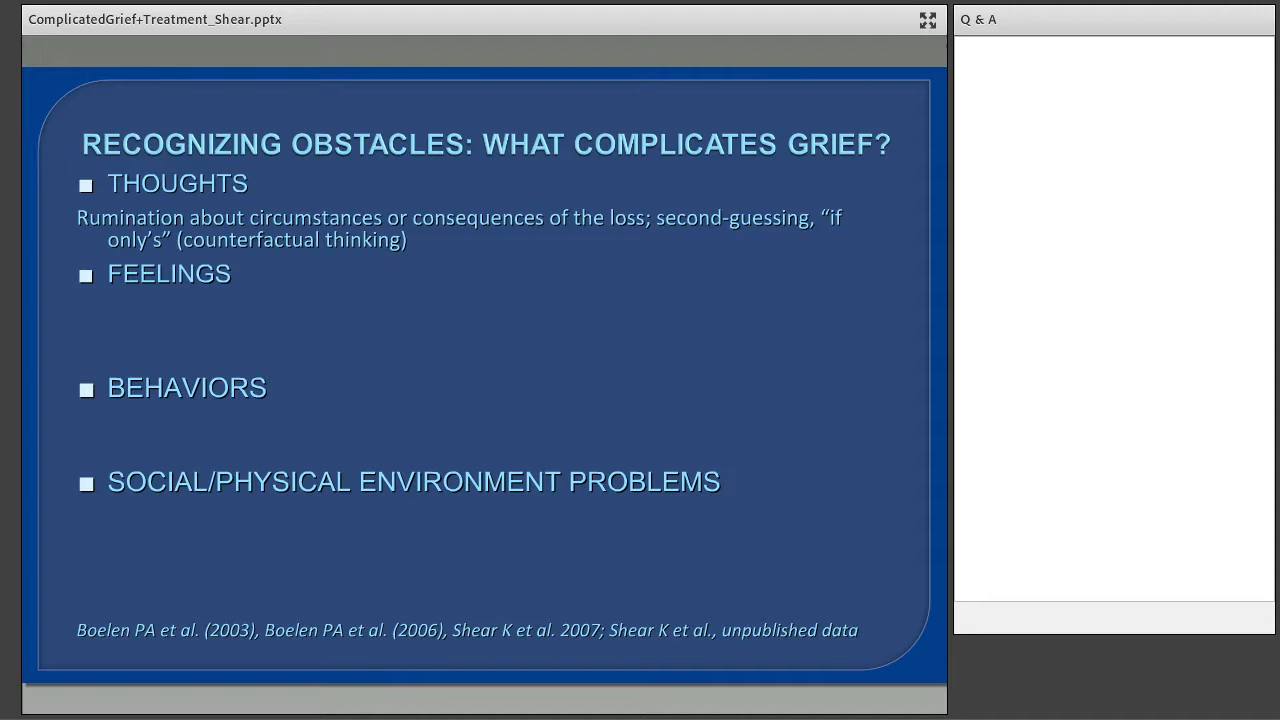 ComplicatedGrief+Treatment_Shear.pptx
Q & A
RECOGNIZING OBSTACLES: WHAT COMPLICATES GRIEF?
■ THOUGHTS
Rumination about circumstances or consequences of the loss; second-guessing, “if
only’s” (counterfactual thinking)
■ FEELINGS
■ BEHAVIORS
■ SOCIAL/PHYSICAL ENVIRONMENT PROBLEMS
Boelen PA et al. (2003), Boelen PA et al. (2006), Shear K et al. 2007; Shear K et al., unpublished data